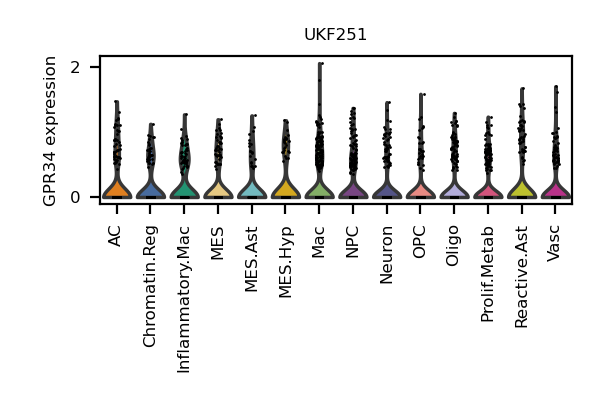 UKF251
GPR34 expression
2
0
AC
Chromatin.Reg
Inflammatory.Mac
MES
MES.Ast
MES.Hyp
Mac
NPC
Neuron
OPC
Oligo
Prolif.Metab
Reactive.Ast
Vasc